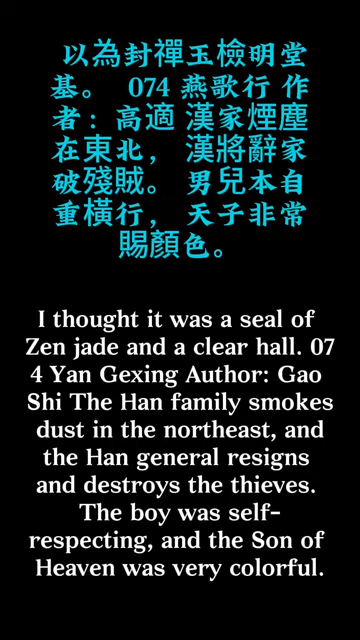 以為封禪玉檢明堂
基。 074 燕歌行 作
者：高適 漢家煙塵
在東北， 漢將辭家
破殘賊。 男兒本自
重橫行， 天子非常
賜顏色。
I thought it was a seal of
Zen jade and a clear hall. 07
4 Yan Gexing Author: Gao
Shi The Han family smokes
dust in the northeast, and
the Han general resigns
and destroys the thieves.
The boy was self-
respecting, and the Son of
Heaven was very colorful.